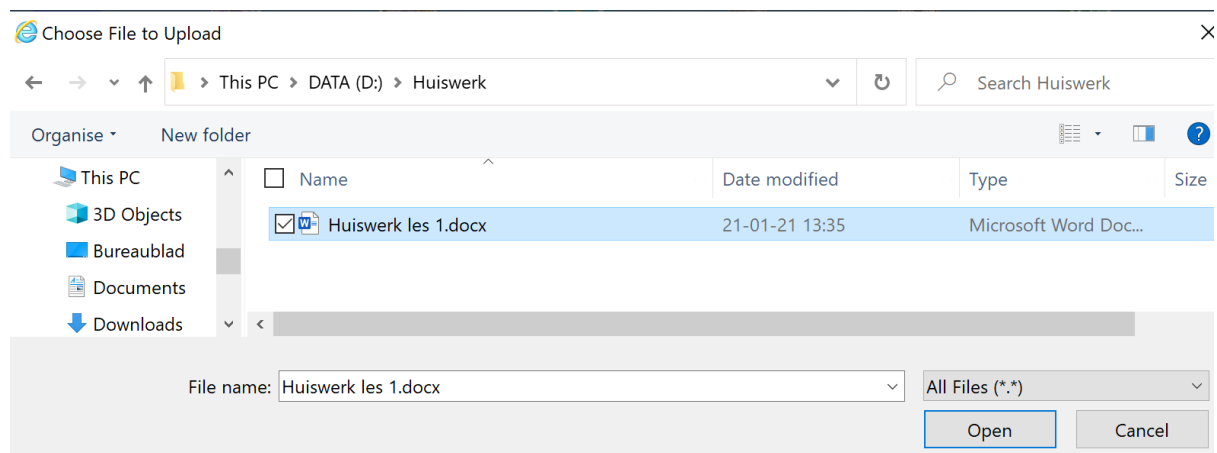 Choose File to Upload
This PC > DATA (D:) > Huiswerk
Search Huiswerk
Organise
New folder
This PC
3D Objects
Bureaublad
Documents
Downloads
Name Date modified Type Size
Huiswerk les 1.docx 21-01-21 13:35 Microsoft Word Doc...
File name: Huiswerk les 1.docx
All Files (*.*)
Open Cancel